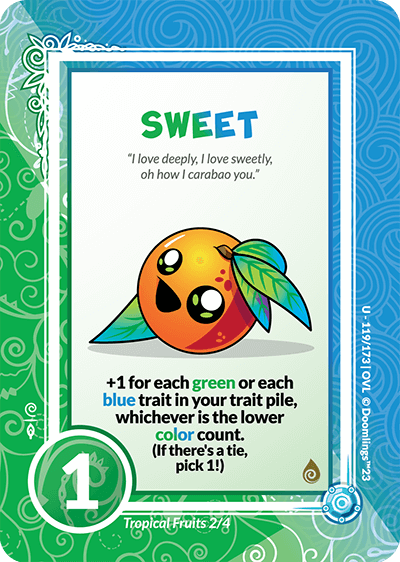 SWEET
“I love deeply, I love sweetly,
oh how I carabao you.”
+1 for each green or each
blue trait in your trait pile,
whichever is the lower
color count.
(If there's a tie,
pick 1!)
1
Tropical Fruits 2/4
U - 119/173 | OVL © Doomlings™23